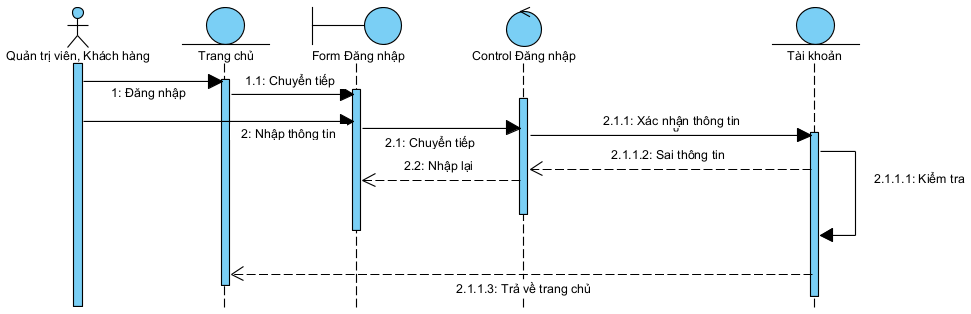 Quản trị viên, Khách hàng
Trang chủ
Form Đăng nhập
Control Đăng nhập
Tài khoản
1: Đăng nhập
1.1: Chuyển tiếp
2: Nhập thông tin
2.1: Chuyển tiếp
2.1.1: Xác nhận thông tin
2.1.1.2: Sai thông tin
2.2: Nhập lại
2.1.1.1: Kiểm tra
2.1.1.3: Trả về trang chủ